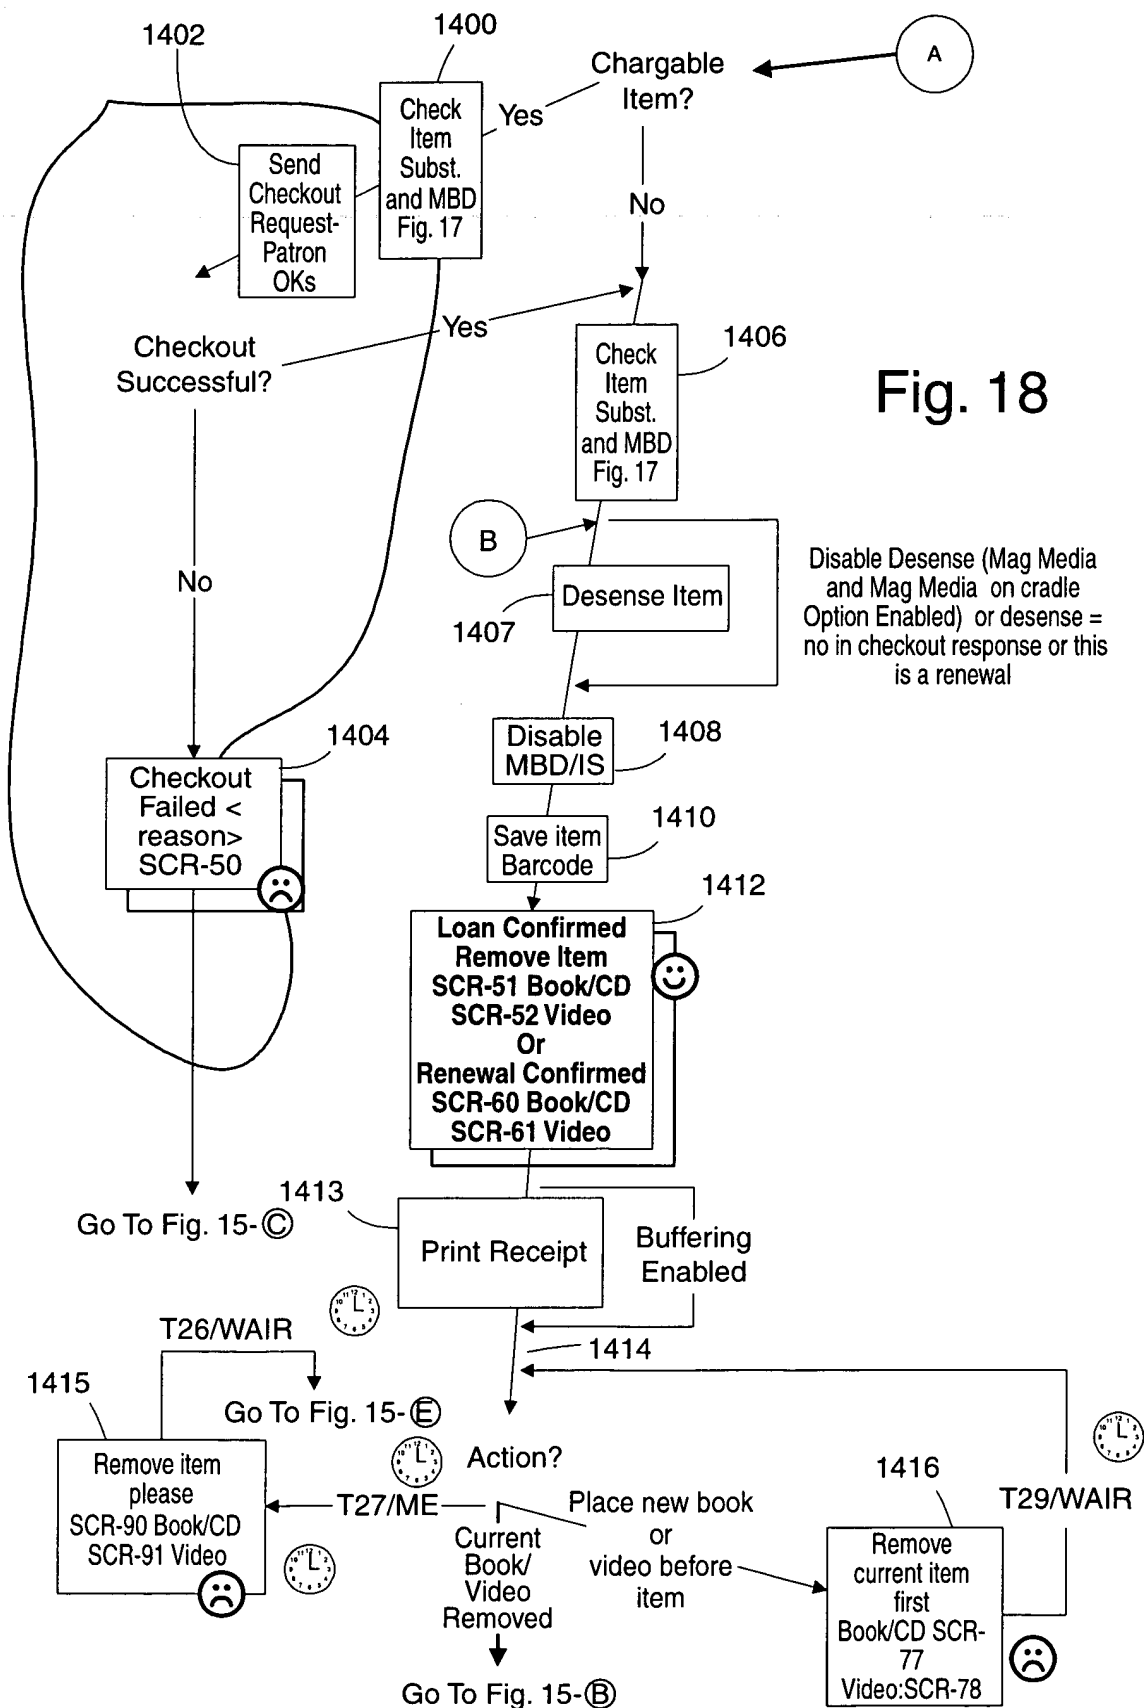 1402
1400
Chargable
Item?
A
Yes
Check
Item
Subst.
and MBD
Fig. 17
Send
Checkout
Request-
Patron
OKs
No
Yes
Checkout
Successful?
1406
Check
Item
Subst.
and MBD
Fig. 17
Fig. 18
B
No
Desense Item
1407
Disable Desense (Mag Media
and Mag Media on cradle
Option Enabled) or desense =
no in checkout response or this
is a renewal
1404
Checkout
Failed <
reason>
SCR-50
Disable
MBD/IS
1408
Save item
Barcode
1410
1412
Loan Confirmed
Remove Item
SCR-51 Book/CD
SCR-52 Video
Or
Renewal Confirmed
SCR-60 Book/CD
SCR-61 Video
1413
Go To Fig. 15-C
Print Receipt
Buffering
Enabled
T26/WAIR
1414
1415
Go To Fig. 15-E
Remove item
please
SCR-90 Book/CD
SCR-91 Video
Action?
T27/ME
Current
Book/
Video
Removed
Place new book
or
video before
item
1416
T29/WAIR
Remove
current item
first
Book/CD SCR-
77
Video:SCR-78
Go To Fig. 15-B